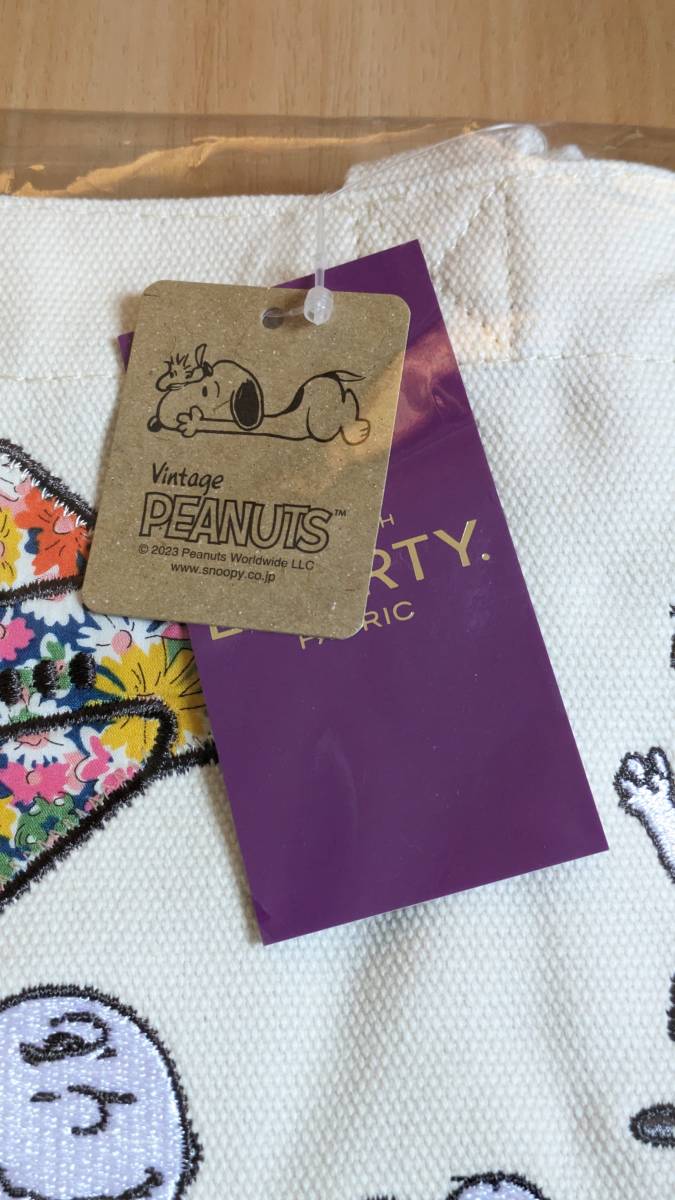 Vintage
PEANUTS™
© 2023 Peanuts Worldwide LLC
www.snoopy.co.jp